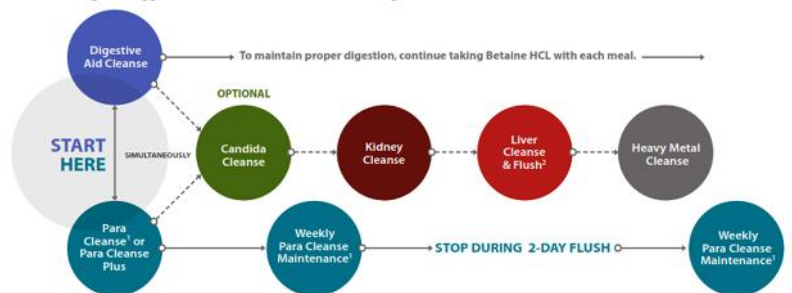 Digestive
Aid Cleanse
To maintain proper digestion, continue taking Betaine HCL with each meal.
OPTIONAL
START
HERE
SIMULTANEOUSLY
Candida
Cleanse
Kidney
Cleanse
Liver
Cleanse
& Flush²
Heavy Metal
Cleanse
Para
Cleanse¹ or
Para Cleanse
Plus
Weekly
Para Cleanse
Maintenance¹
STOP DURING 2-DAY FLUSH
Weekly
Para Cleanse
Maintenance¹